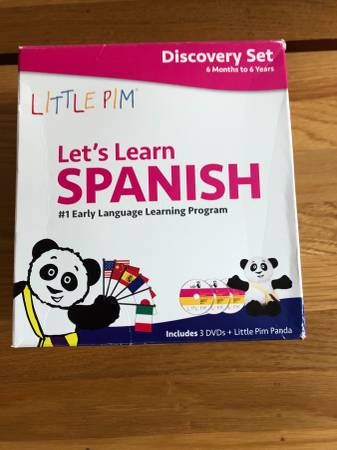 Discovery Set
6 Months to 6 Years
LITTLE PIM®
Let's Learn
SPANISH
#1 Early Language Learning Program
Includes 3 DVDs + Little Pim Panda